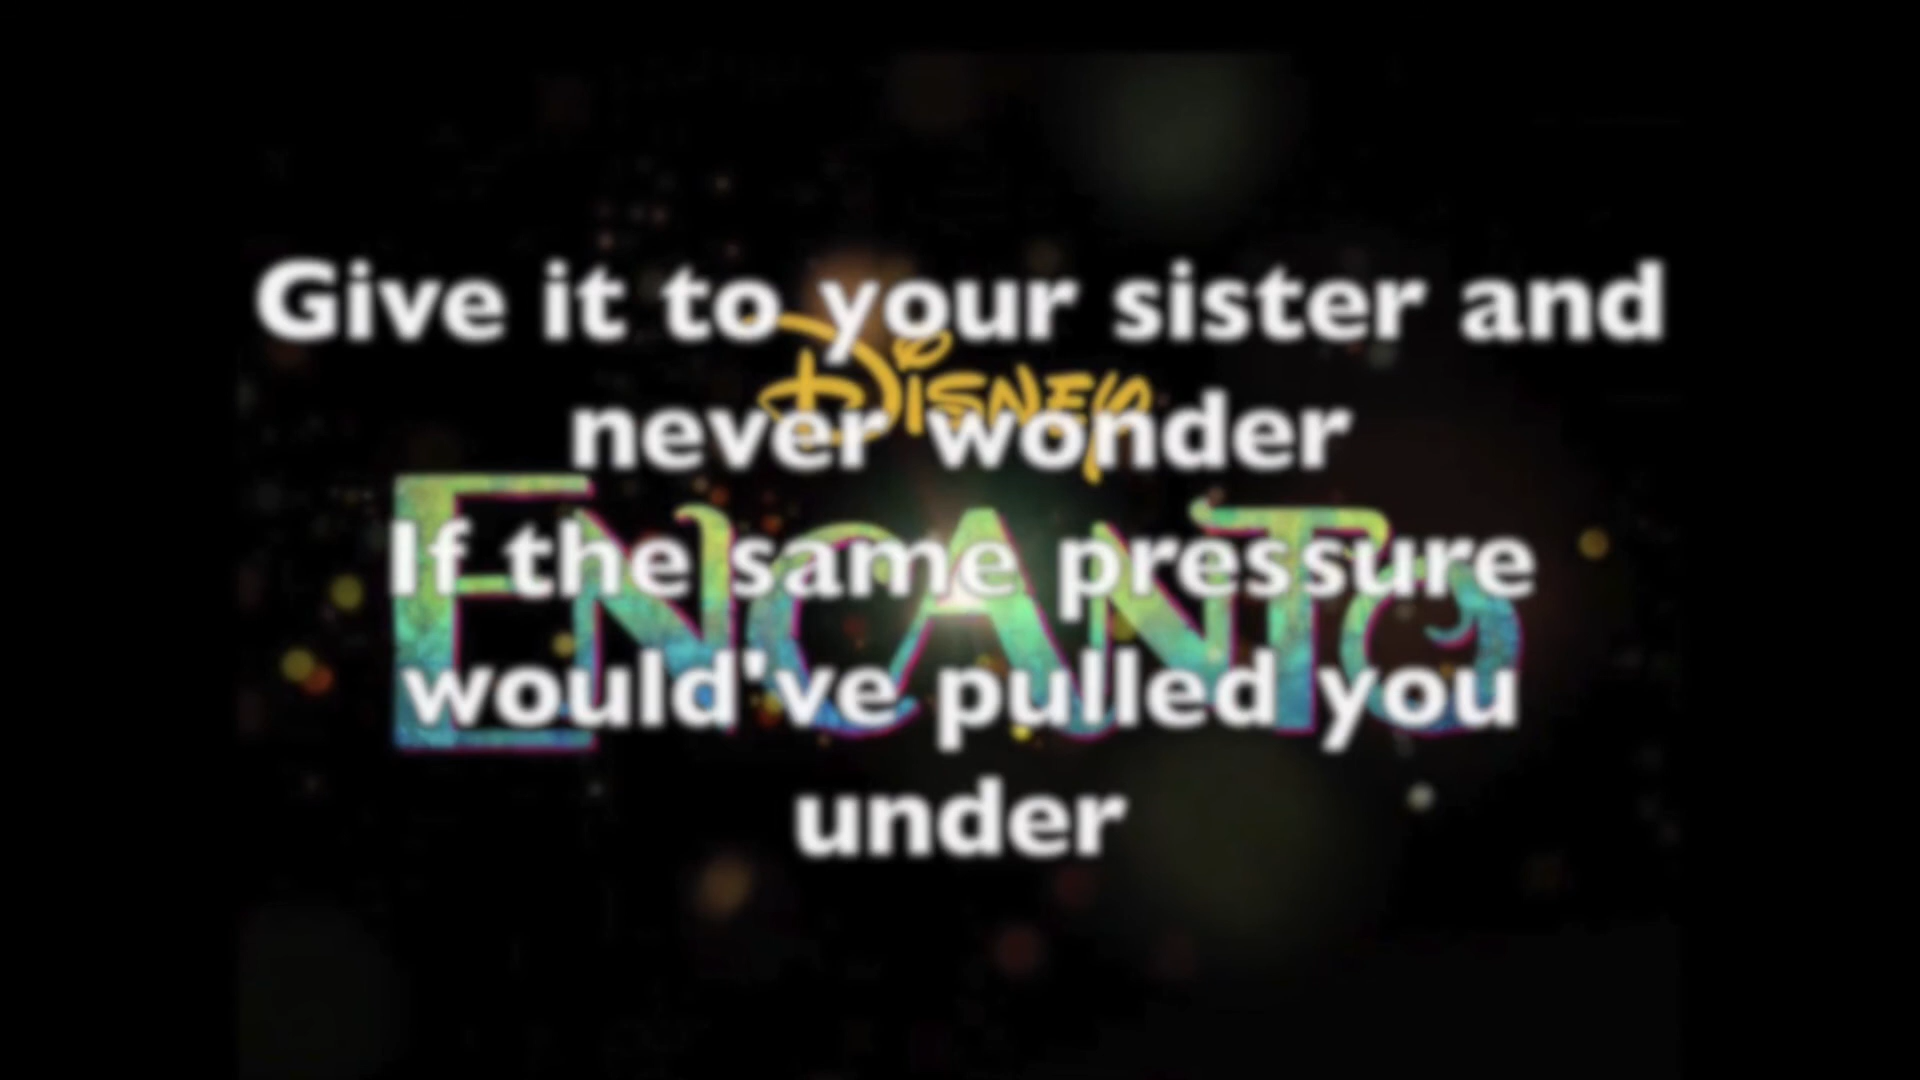 Give it to your sister and
never wonder
If the same pressure
would've pulled you
under
Disney
ENCANTO